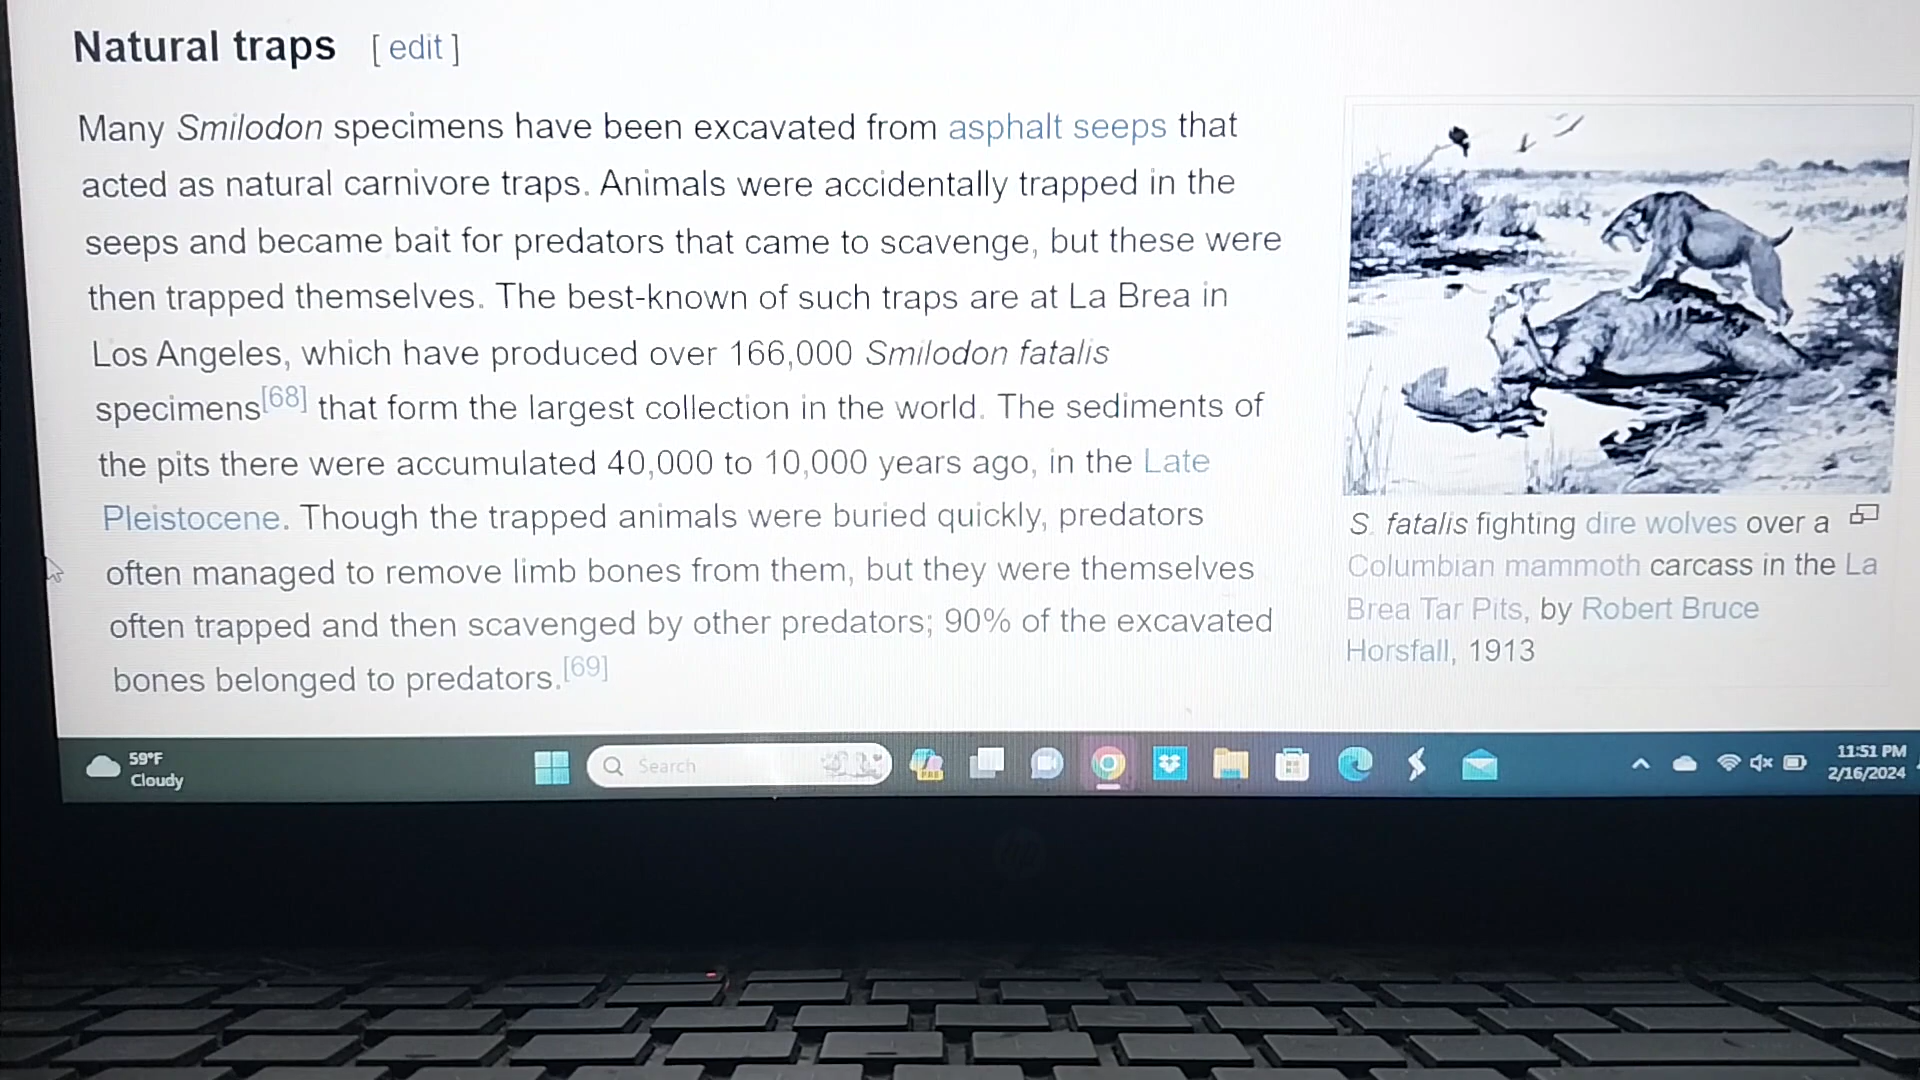 Natural traps [ edit ]
Many Smilodon specimens have been excavated from asphalt seeps that
acted as natural carnivore traps. Animals were accidentally trapped in the
seeps and became bait for predators that came to scavenge, but these were
then trapped themselves. The best-known of such traps are at La Brea in
Los Angeles, which have produced over 166,000 Smilodon fatalis
specimens[68] that form the largest collection in the world. The sediments of
the pits there were accumulated 40,000 to 10,000 years ago, in the Late
Pleistocene. Though the trapped animals were buried quickly, predators
often managed to remove limb bones from them, but they were themselves
often trapped and then scavenged by other predators; 90% of the excavated
bones belonged to predators.[69]
S. fatalis fighting dire wolves over a
Columbian mammoth carcass in the La
Brea Tar Pits, by Robert Bruce
Horsfall, 1913
59°F
Cloudy
Search
PRE
11:51 PM
2/16/2024
hp